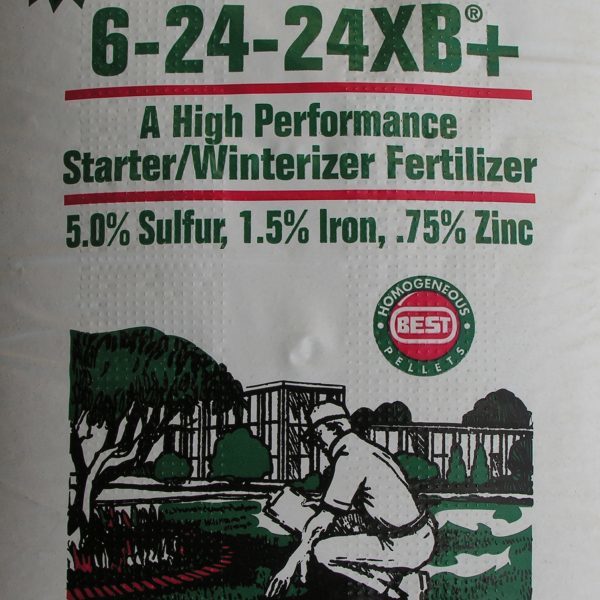 6-24-24XB®+
A High Performance
Starter/Winterizer Fertilizer
5.0% Sulfur, 1.5% Iron, .75% Zinc
HOMOGENEOUS
BEST
PELLETS